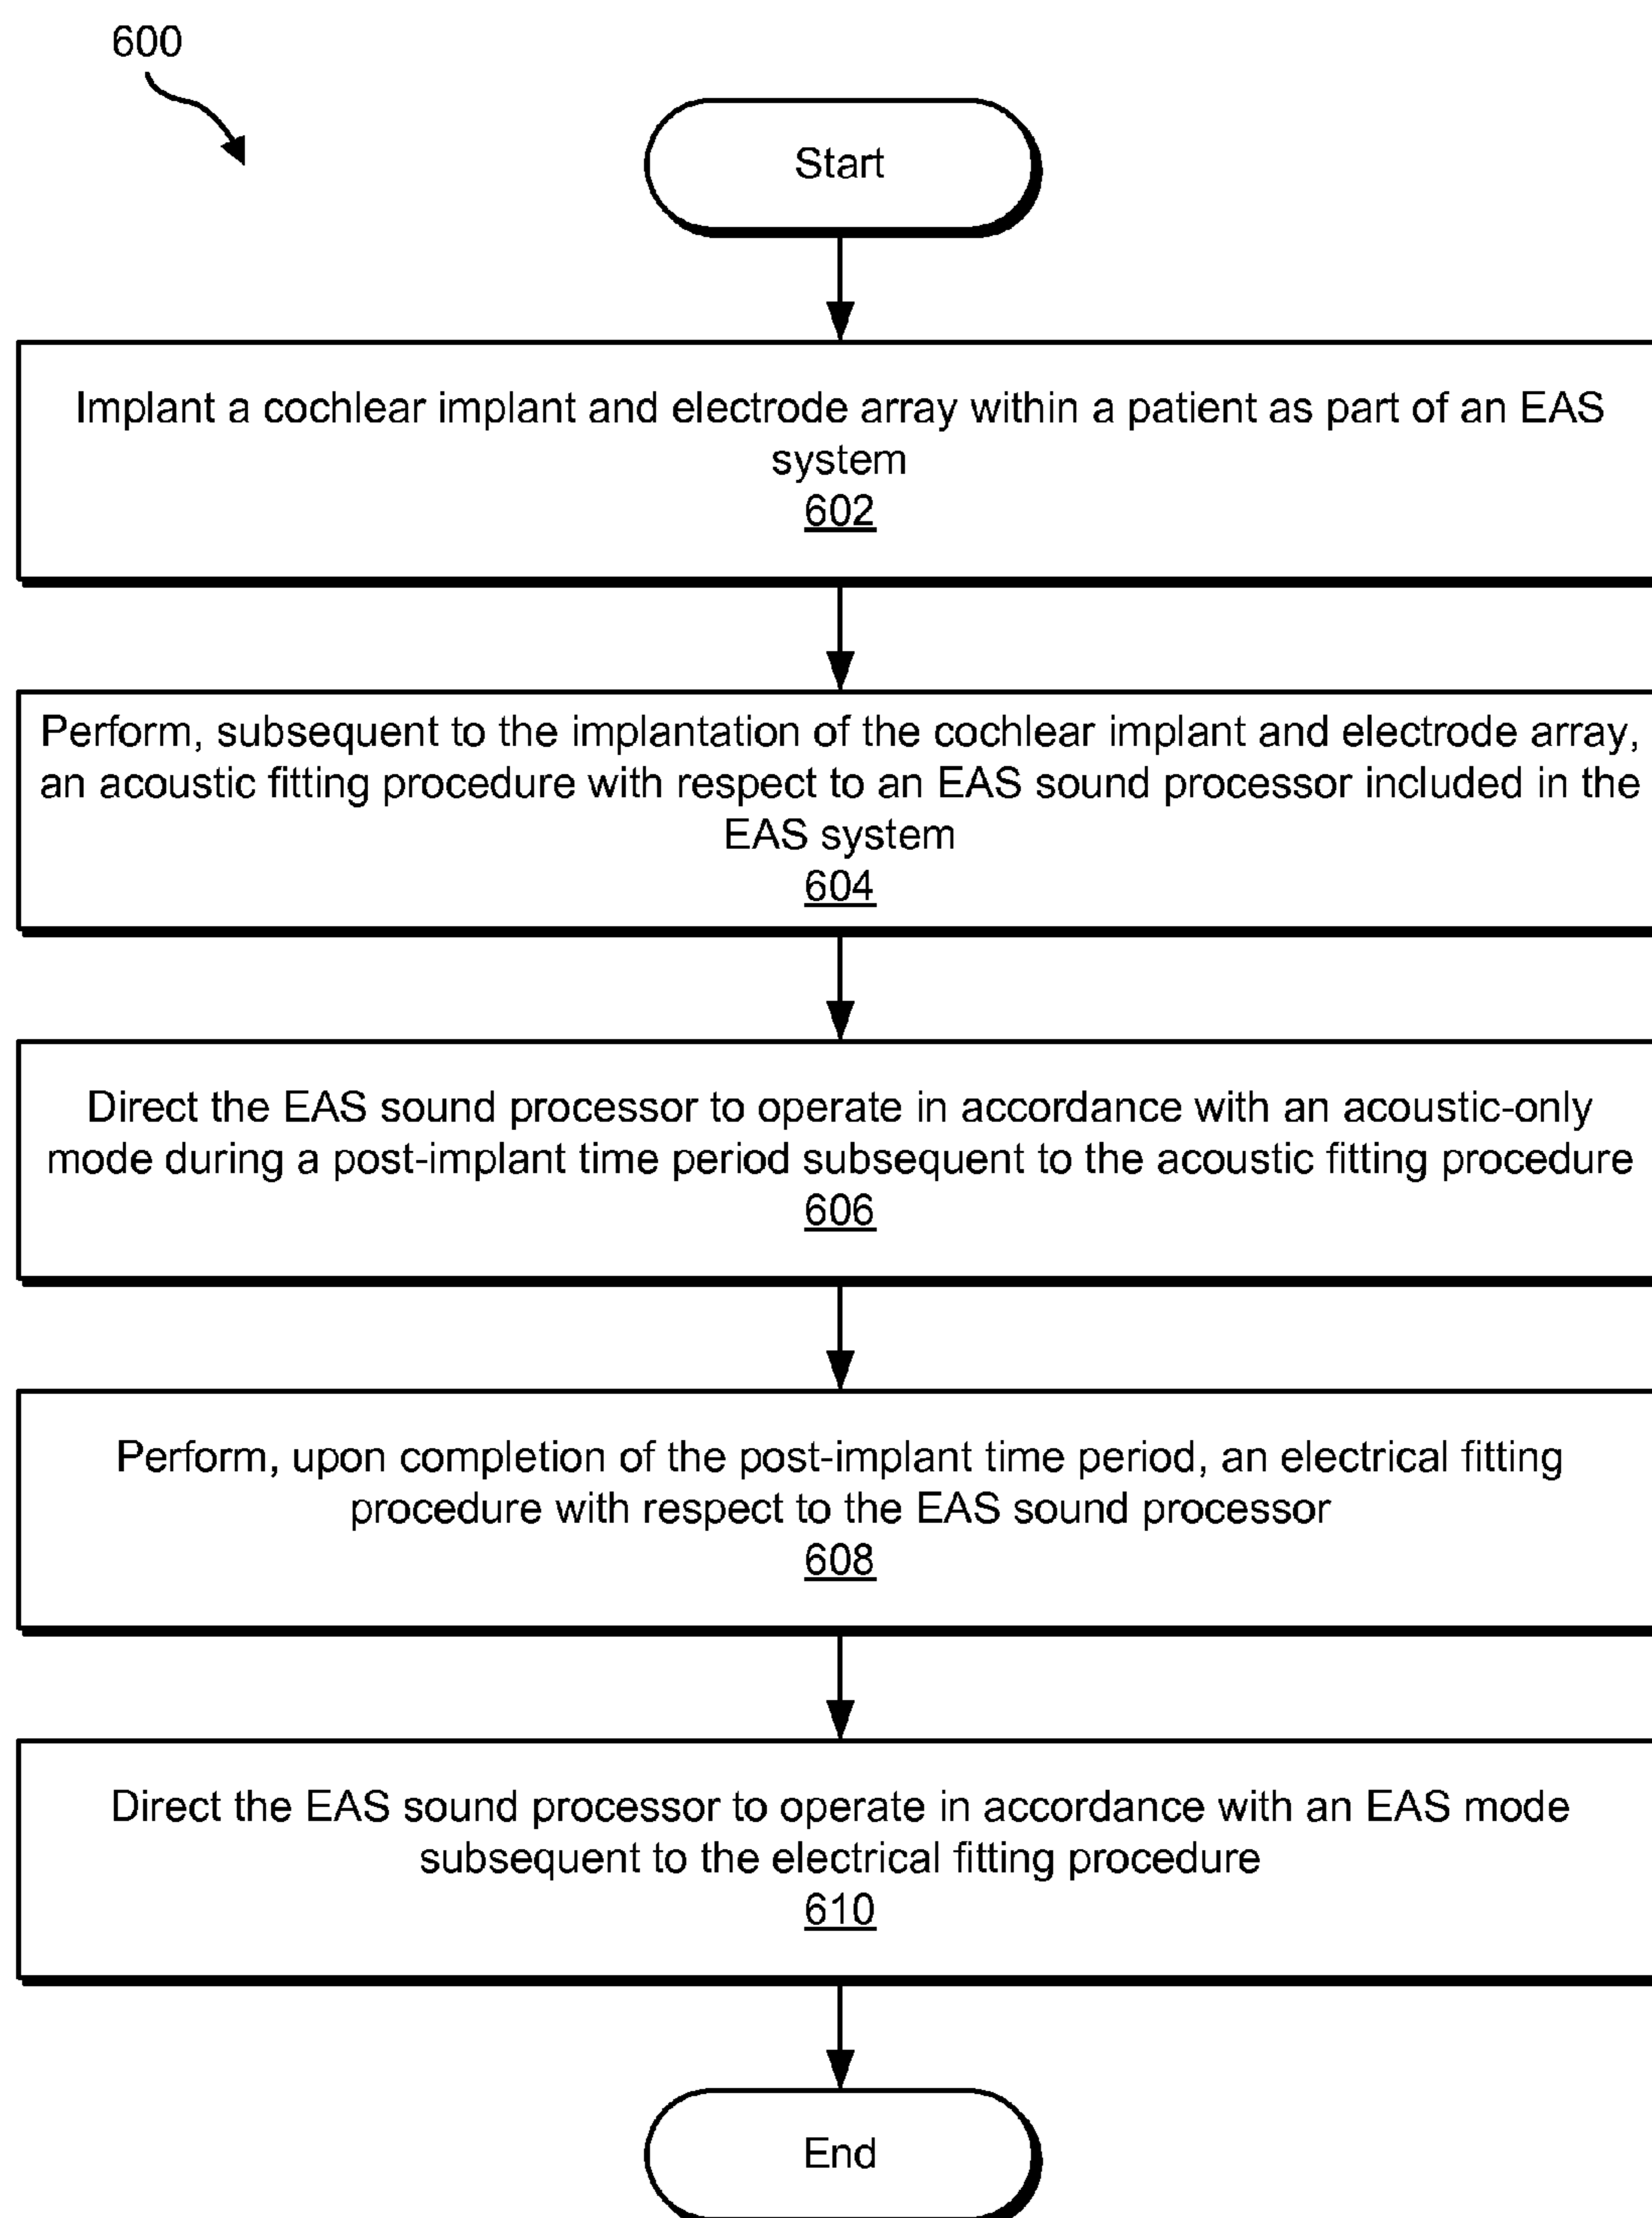 600
Start
Implant a cochlear implant and electrode array within a patient as part of an EAS
system
602
Perform, subsequent to the implantation of the cochlear implant and electrode array,
an acoustic fitting procedure with respect to an EAS sound processor included in the
EAS system
604
Direct the EAS sound processor to operate in accordance with an acoustic-only
mode during a post-implant time period subsequent to the acoustic fitting procedure
606
Perform, upon completion of the post-implant time period, an electrical fitting
procedure with respect to the EAS sound processor
608
Direct the EAS sound processor to operate in accordance with an EAS mode
subsequent to the electrical fitting procedure
610
End